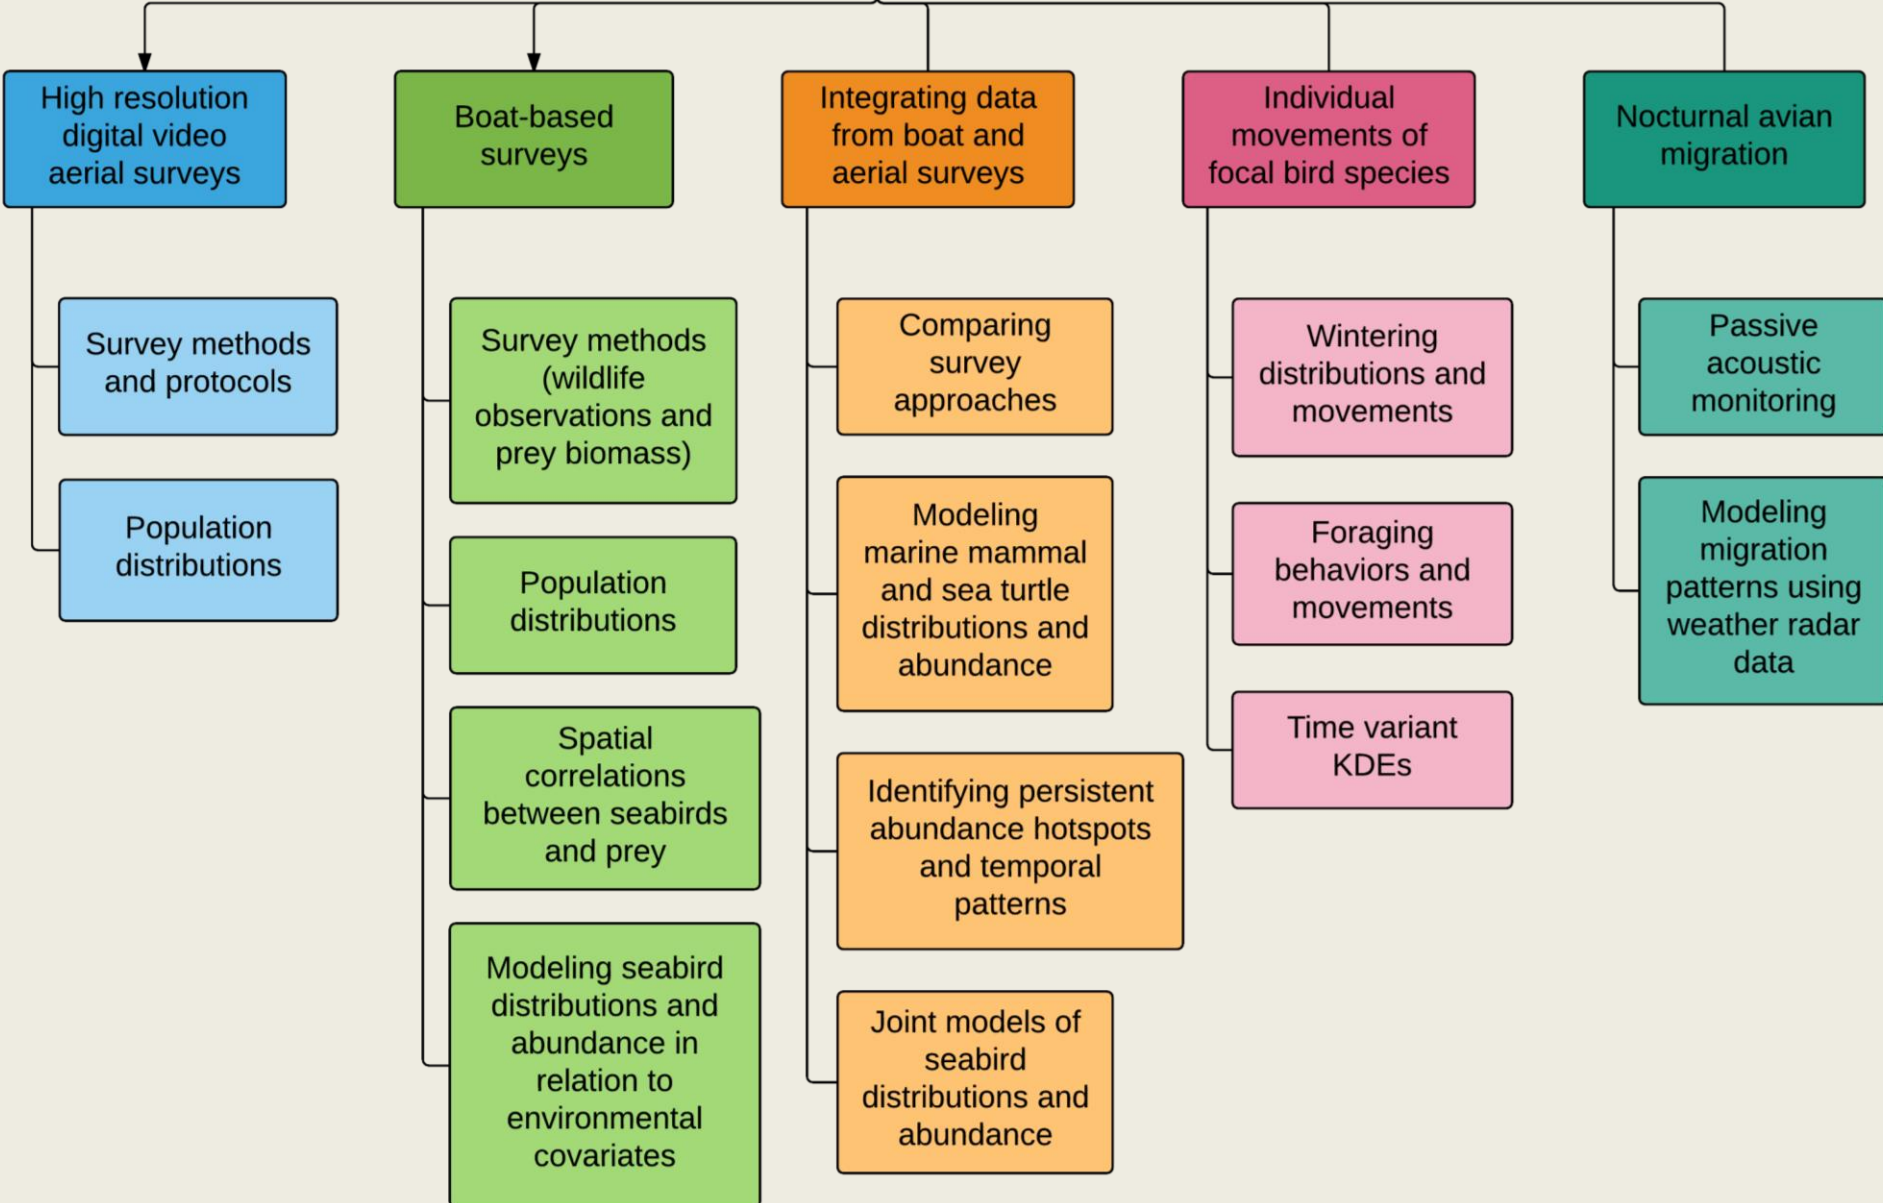 High resolution
digital video
aerial surveys
Boat-based
surveys
Integrating data
from boat and
aerial surveys
Individual
movements of
focal bird species
Nocturnal avian
migration
Survey methods
and protocols
Population
distributions
Survey methods
(wildlife
observations and
prey biomass)
Population
distributions
Spatial
correlations
between seabirds
and prey
Modeling seabird
distributions and
abundance in
relation to
environmental
covariates
Comparing
survey
approaches
Modeling
marine mammal
and sea turtle
distributions and
abundance
Identifying persistent
abundance hotspots
and temporal
patterns
Joint models of
seabird
distributions and
abundance
Wintering
distributions and
movements
Foraging
behaviors and
movements
Time variant
KDEs
Passive
acoustic
monitoring
Modeling
migration
patterns using
weather radar
data